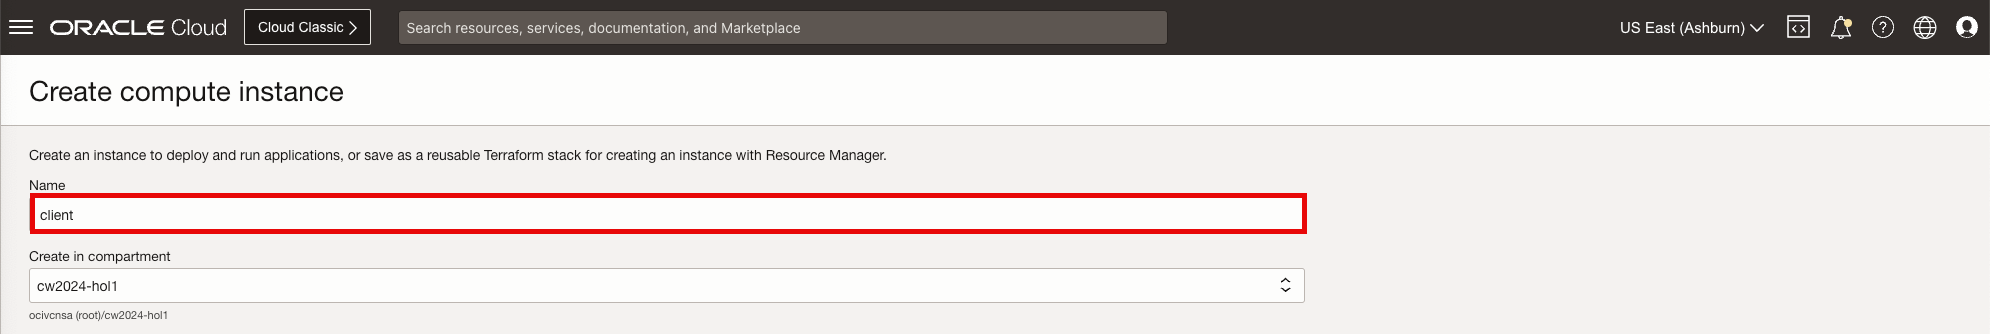 ORACLE Cloud Cloud Classic Search resources, services, documentation, and Marketplace US East (Ashburn)
Create compute instance
Create an instance to deploy and run applications, or save as a reusable Terraform stack for creating an instance with Resource Manager.
Name
client
Create in compartment
cw2024-hol1
ocivcnsa (root)/cw2024-hol1